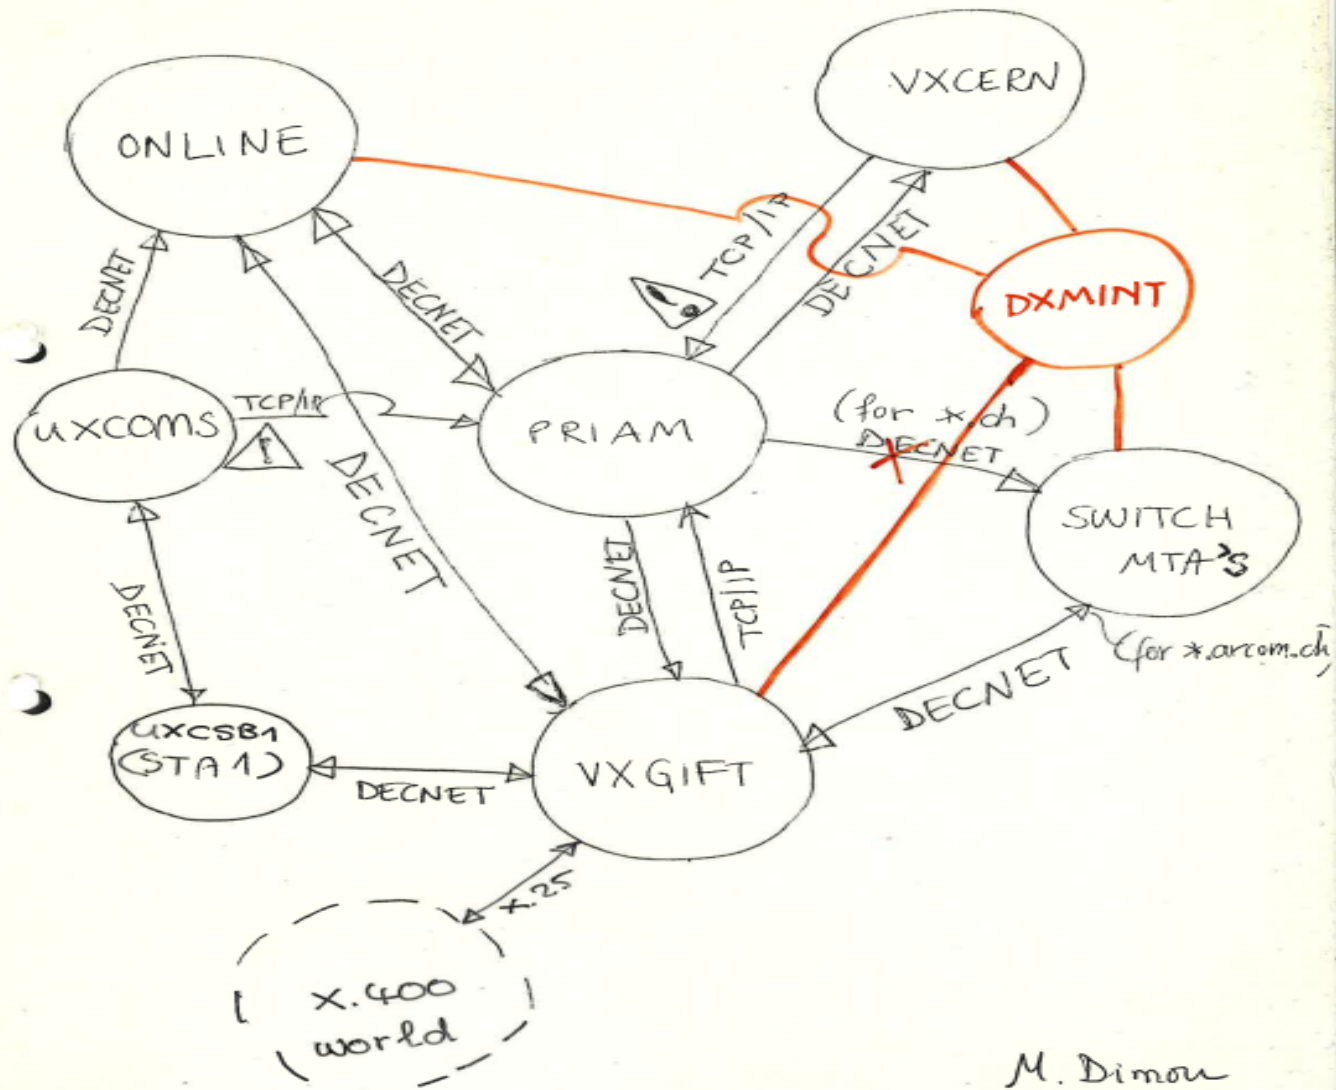 VXCERN
ONLINE
TCP/IP
DECNET
DECNET
DECNET
DXMINT
!
UXCOMS
TCP/IP
!
PRIAM
(for *.ch)
DECNET
DECNET
SWITCH
MTA'S
DECNET
TCP/IP
DECNET
(for *.arcom.ch)
DECNET
UXCSB1
(STA1)
DECNET
VXGIFT
X.25
X.400
world
M. Dimou